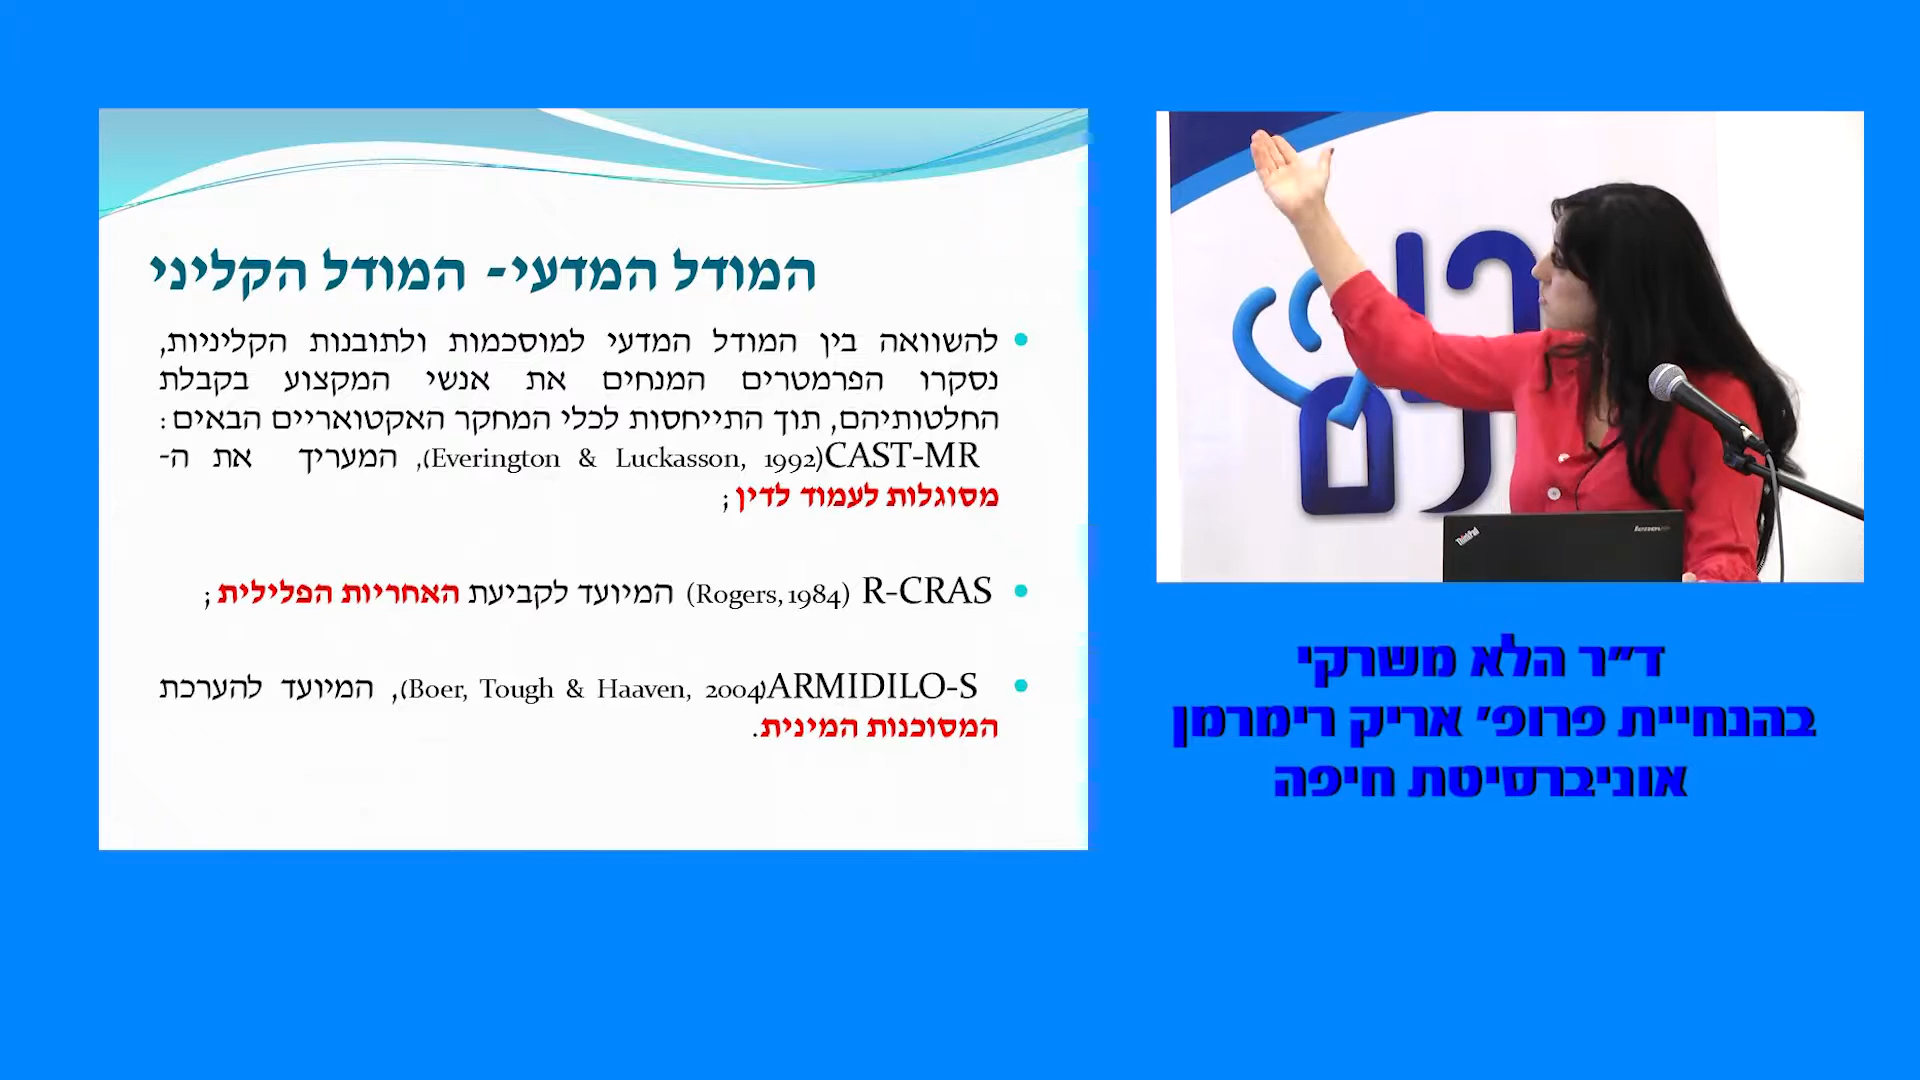 המודל המדעי- המודל הקליני
להשוואה בין המודל המדעי למוסכמות ולתובנות הקליניות,
נסקרו הפרמטרים המנחים את אנשי המקצוע בקבלת
החלטותיהם, תוך התייחסות לכלי המחקר האקטואריים הבאים:
CAST-MR(Everington & Luckasson, 1992), המעריך את ה-
מסוגלות לעמוד לדין;
R-CRAS (Rogers, 1984) המיועד לקביעת האחריות הפלילית;
ARMIDILO-S(Boer, Tough & Haaven, 2004), המיועד להערכת
המסוכנות המינית.
ThinkPad
lenovo
ד״ר הלא משרקי
בהנחיית פרופ׳ אריק רימרמן
אוניברסיטת חיפה